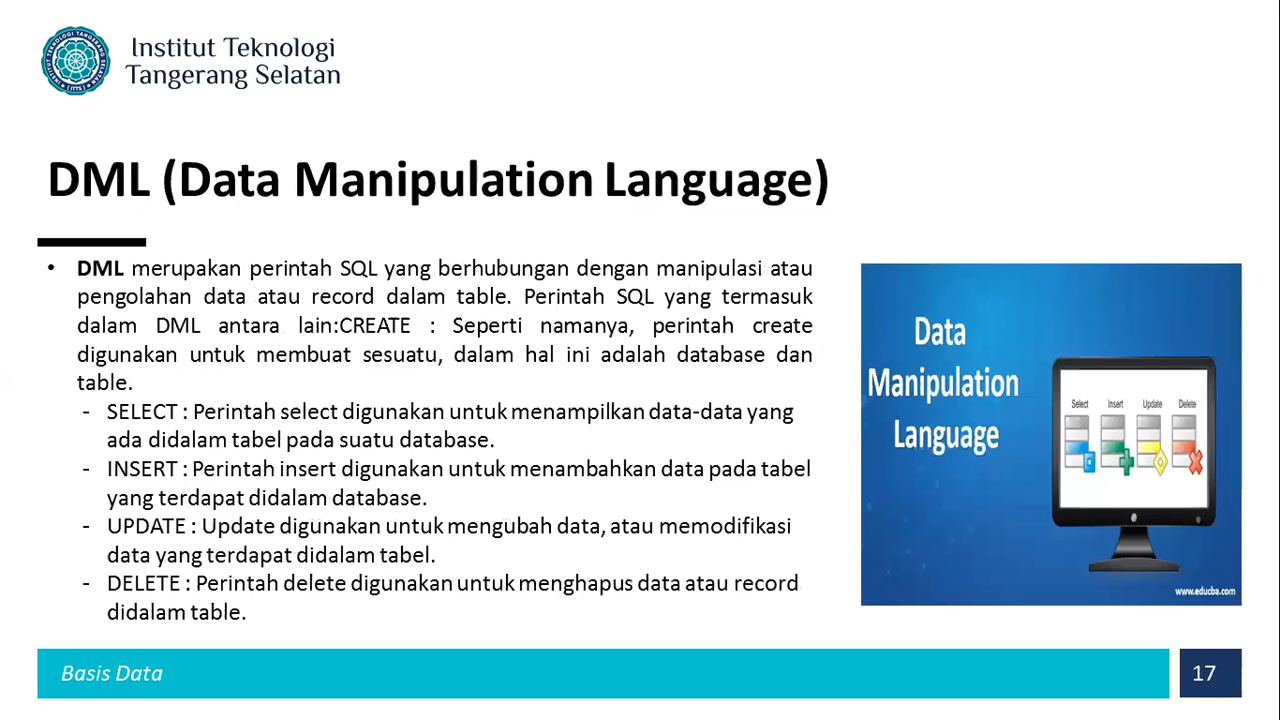 Institut Teknologi
Tangerang Selatan
DML (Data Manipulation Language)
• DML merupakan perintah SQL yang berhubungan dengan manipulasi atau
pengolahan data atau record dalam table. Perintah SQL yang termasuk
dalam DML antara lain:CREATE : Seperti namanya, perintah create
digunakan untuk membuat sesuatu, dalam hal ini adalah database dan
table.
- SELECT : Perintah select digunakan untuk menampilkan data-data yang
ada didalam tabel pada suatu database.
- INSERT : Perintah insert digunakan untuk menambahkan data pada tabel
yang terdapat didalam database.
- UPDATE : Update digunakan untuk mengubah data, atau memodifikasi
data yang terdapat didalam tabel.
- DELETE : Perintah delete digunakan untuk menghapus data atau record
didalam table.
Data
Manipulation
Language
Select Insert Update Delete
www.educba.com
Basis Data
17